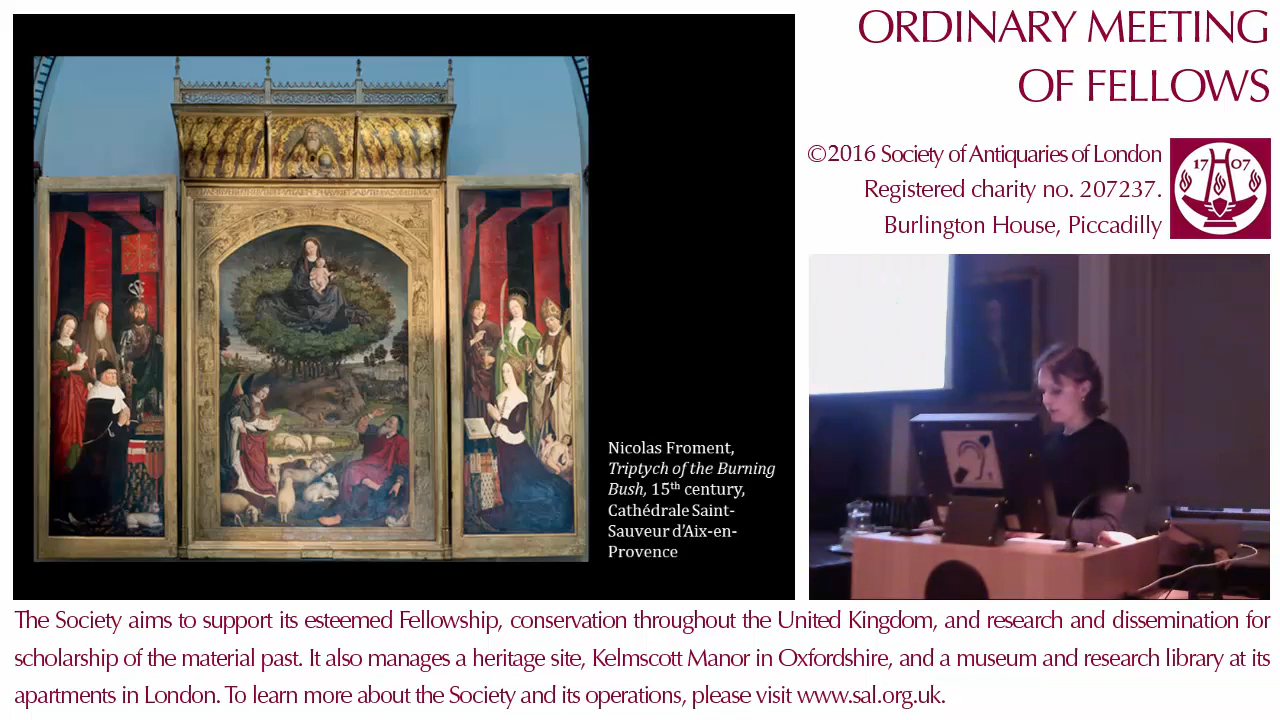 ORDINARY MEETING
OF FELLOWS
©2016 Society of Antiquaries of London
Registered charity no. 207237.
Burlington House, Piccadilly
17 07
Nicolas Froment,
Triptych of the Burning
Bush, 15th century,
Cathédrale Saint-
Sauveur d'Aix-en-
Provence
The Society aims to support its esteemed Fellowship, conservation throughout the United Kingdom, and research and dissemination for
scholarship of the material past. It also manages a heritage site, Kelmscott Manor in Oxfordshire, and a museum and research library at its
apartments in London. To learn more about the Society and its operations, please visit www.sal.org.uk.